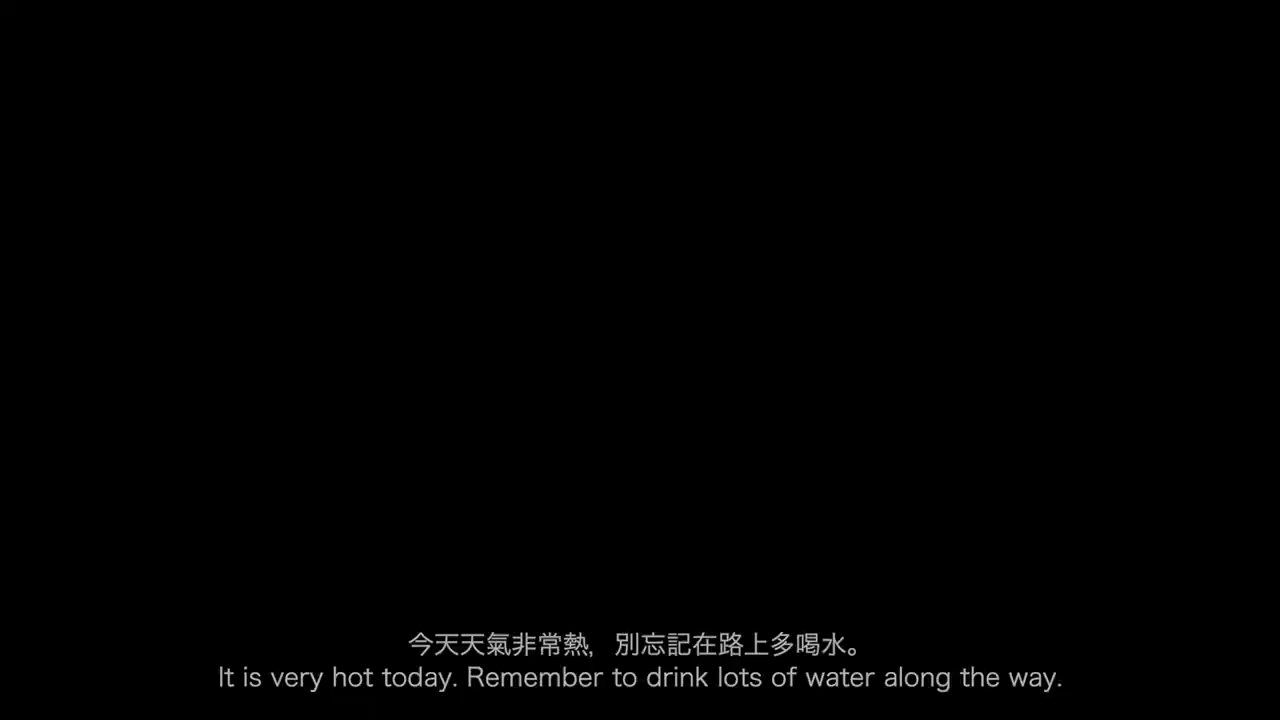 今天天氣非常熱,別忘記在路上多喝水。
It is very hot today. Remember to drink lots of water along the way.